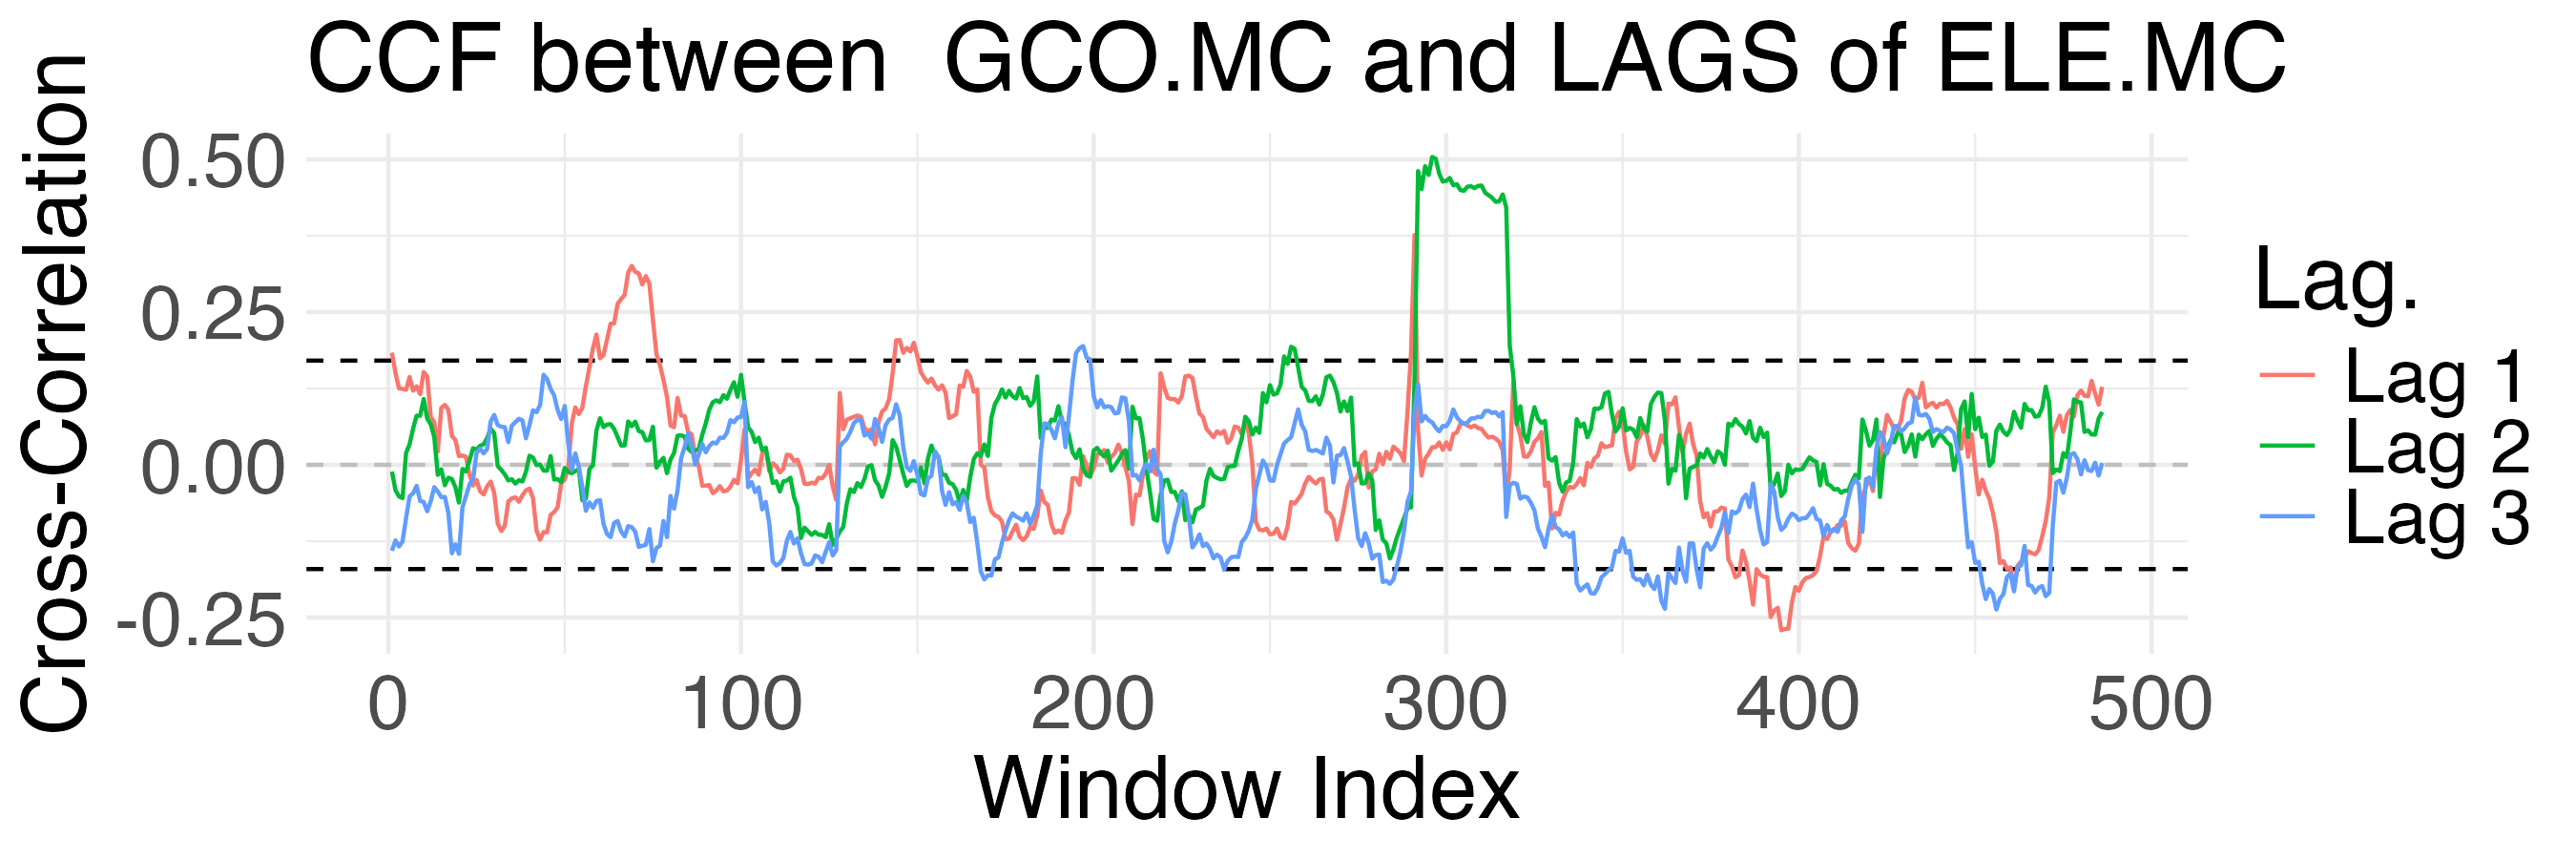 CCF between  GCO.MC and LAGS of ELE.MC
Cross-Correlation
0.50
0.25
0.00
-0.25
0 100 200 300 400 500
Window Index
Lag.
Lag 1
Lag 2
Lag 3